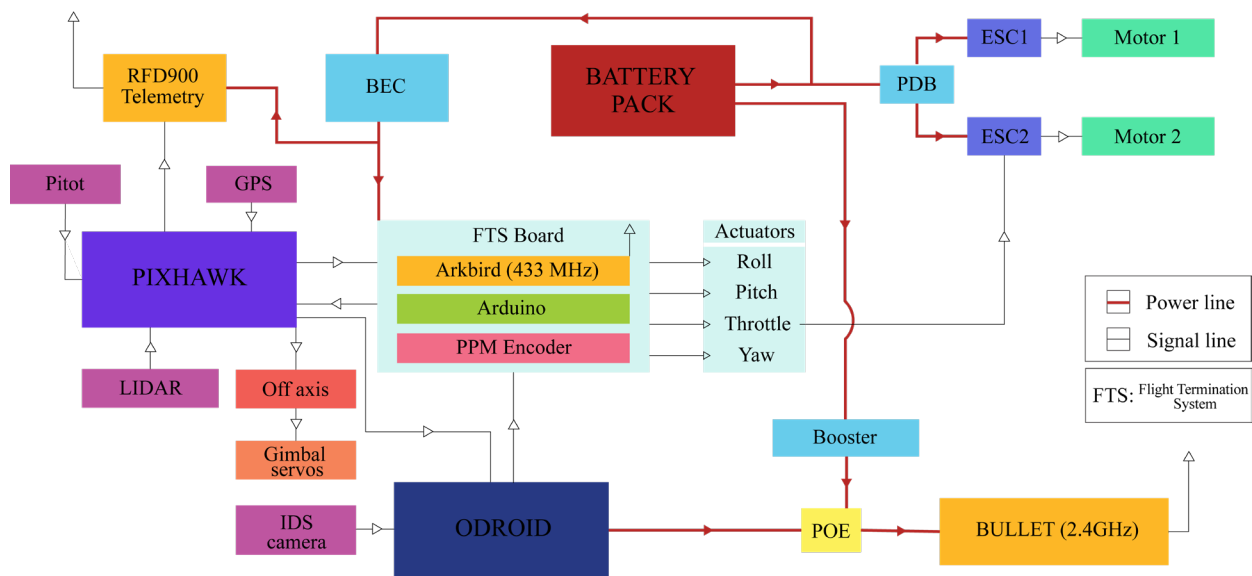 RFD900
Telemetry
BEC
BATTERY
PACK
PDB
ESC1
Motor 1
ESC2
Motor 2
Pitot
GPS
PIXHAWK
FTS Board
Arkbird (433 MHz)
Arduino
PPM Encoder
Actuators
Roll
Pitch
Throttle
Yaw
LIDAR
Off axis
Gimbal
servos
IDS
camera
ODROID
Booster
POE
BULLET (2.4GHz)
Power line
Signal line
FTS: Flight Termination
System